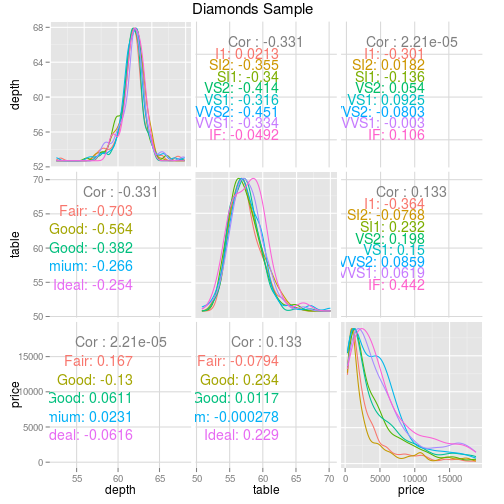 Diamonds Sample
depth
68
64
60
56
52
Cor : -0.331
I1: 0.0213
SI2: -0.355
SI1: -0.34
VS2: -0.414
VS1: -0.316
VVS2: -0.451
VVS1: -0.334
IF: -0.0492
Cor : 2.21e-05
I1: -0.301
SI2: 0.0182
SI1: -0.136
VS2: 0.054
VS1: 0.0925
VVS2: -0.0803
VVS1: -0.003
IF: 0.106
table
70
65
60
55
50
Cor : -0.331
Fair: -0.703
Good: -0.564
Good: -0.382
mium: -0.266
Ideal: -0.254
Cor : 0.133
I1: -0.364
SI2: -0.0768
SI1: 0.232
VS2: 0.198
VS1: 0.15
VVS2: 0.0859
VVS1: 0.0619
IF: 0.442
price
15000
10000
5000
0
Cor : 2.21e-05
Fair: 0.167
Good: -0.13
Good: 0.0611
mium: 0.0231
deal: -0.0616
Cor : 0.133
Fair: -0.0794
Good: 0.234
Good: 0.0117
m: -0.000278
Ideal: 0.229
55 60 65
50 55 60 65 70
0 5000 10000 15000
depth
table
price